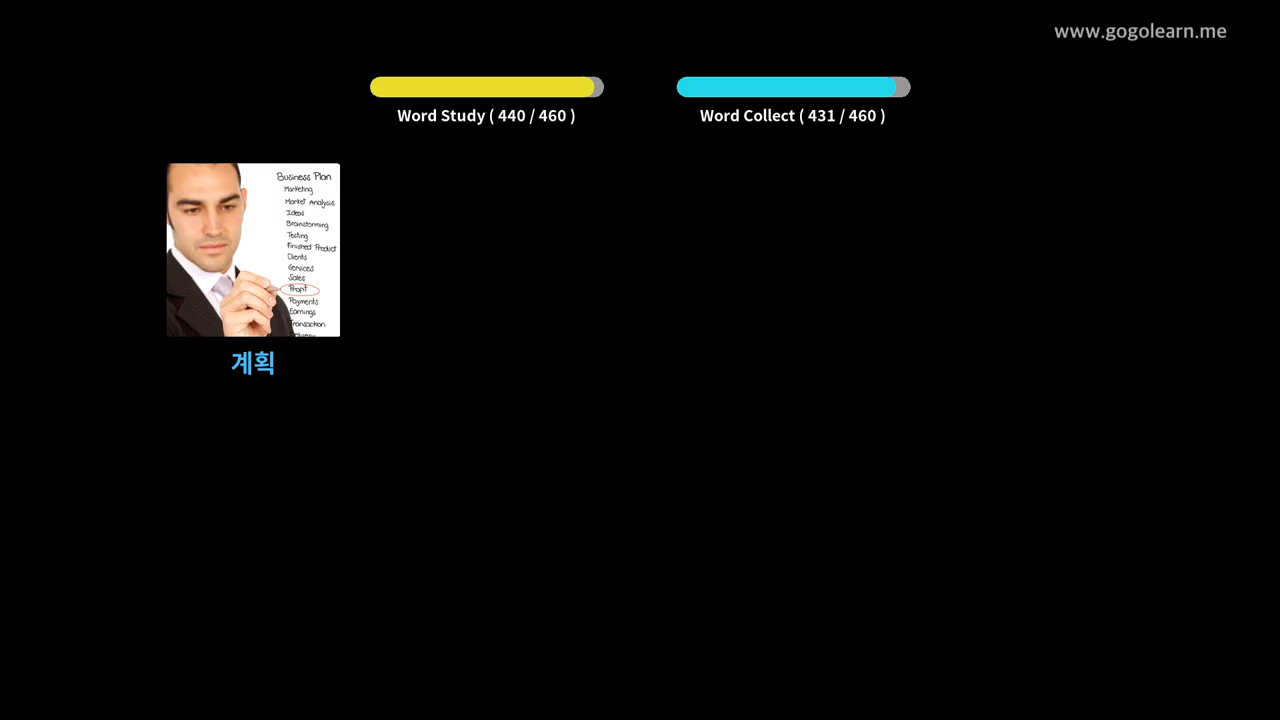 www.gogolearn.me
Word Study ( 440 / 460 )
Word Collect ( 431 / 460 )
Business Plan
Marketing
Market Analysis
Ideas
Brainstorming
Testing
Finished Product
Clients
Services
Sales
Profit
Payments
Earnings
Transaction
계획